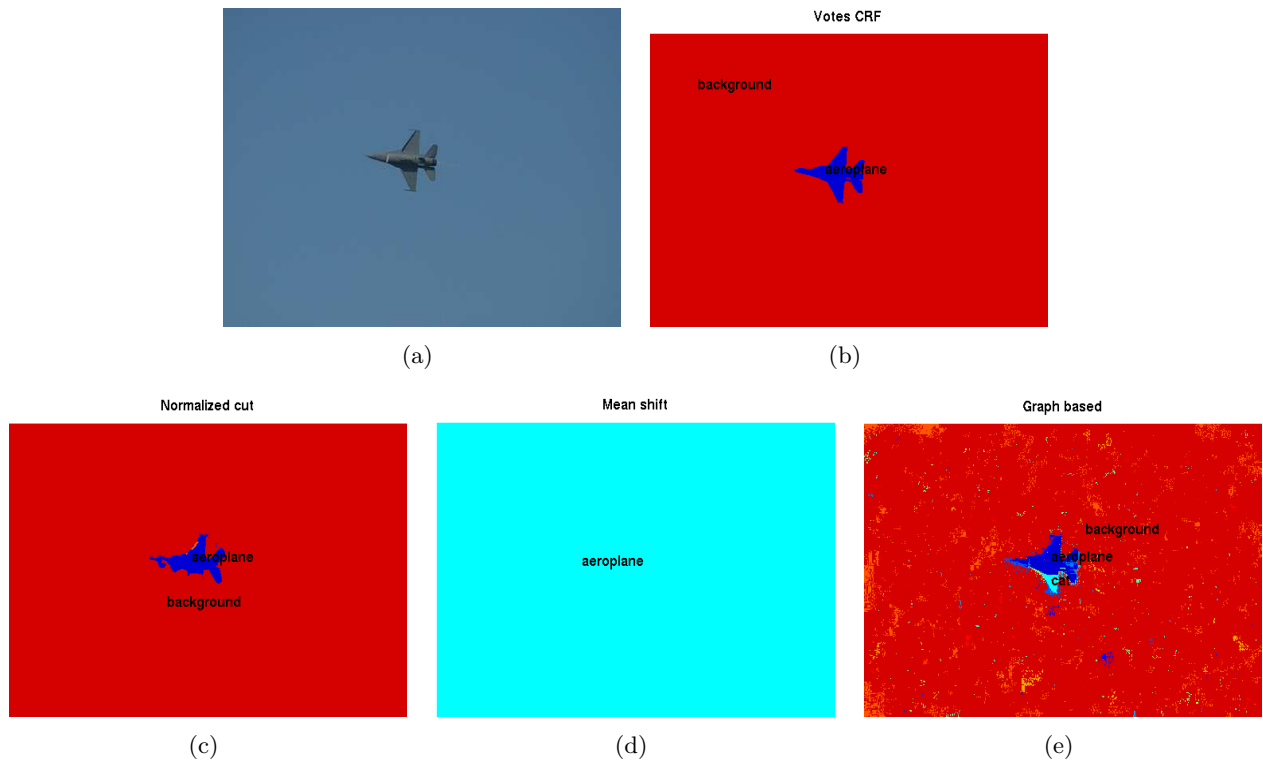 Votes CRF
background
aeroplane
(a)
(b)
Normalized cut
Mean shift
Graph based
aeroplane
background
aeroplane
background
aeroplane
cat
(c)
(d)
(e)